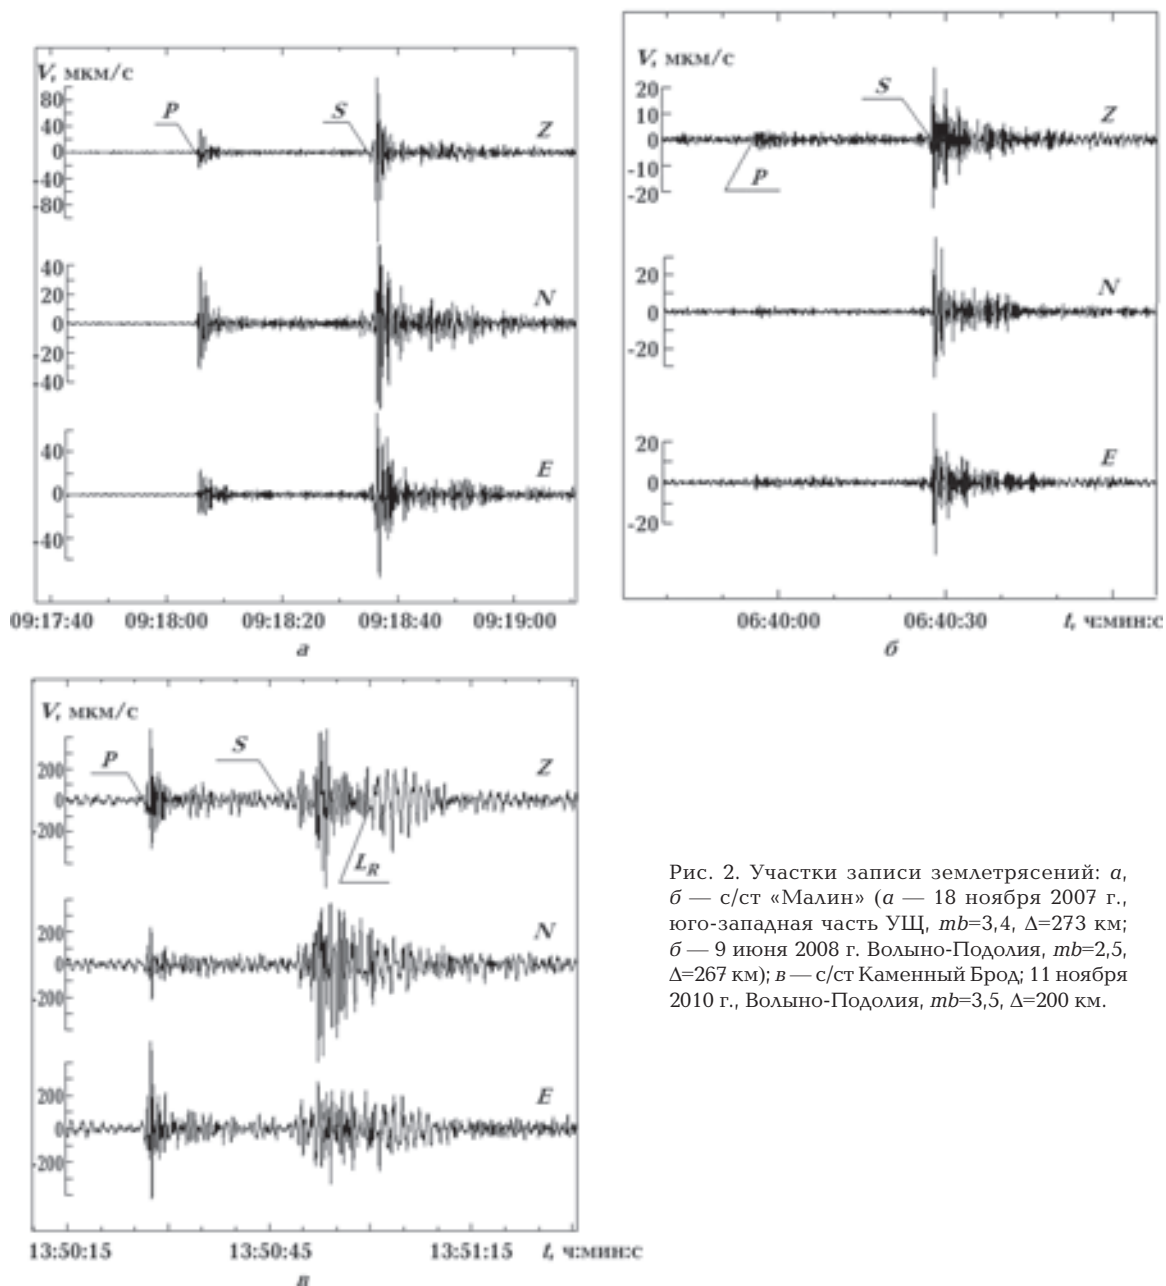 V, мкм/с
80
40
0
-40
-80
P
S
Z
40
20
0
-20
-40
N
40
0
-40
E
09:17:40 09:18:00 09:18:20 09:18:40 09:19:00
а
V, мкм/с
20
10
0
-10
-20
S
P
Z
20
0
-20
N
20
0
-20
E
06:40:00 06:40:30 t, ч:мин:с
б
V, мкм/с
200
0
-200
P
S
L_R
Z
200
0
-200
N
200
0
-200
E
13:50:15 13:50:45 13:51:15 t, ч:мин:с
в
Рис. 2. Участки записи землетрясений: а,
б — с/ст «Малин» (а — 18 ноября 2007 г.,
юго-западная часть УЩ, mb=3,4, Δ=273 км;
б — 9 июня 2008 г. Волыно-Подолия, mb=2,5,
Δ=267 км); в — с/ст Каменный Брод; 11 ноября
2010 г., Волыно-Подолия, mb=3,5, Δ=200 км.